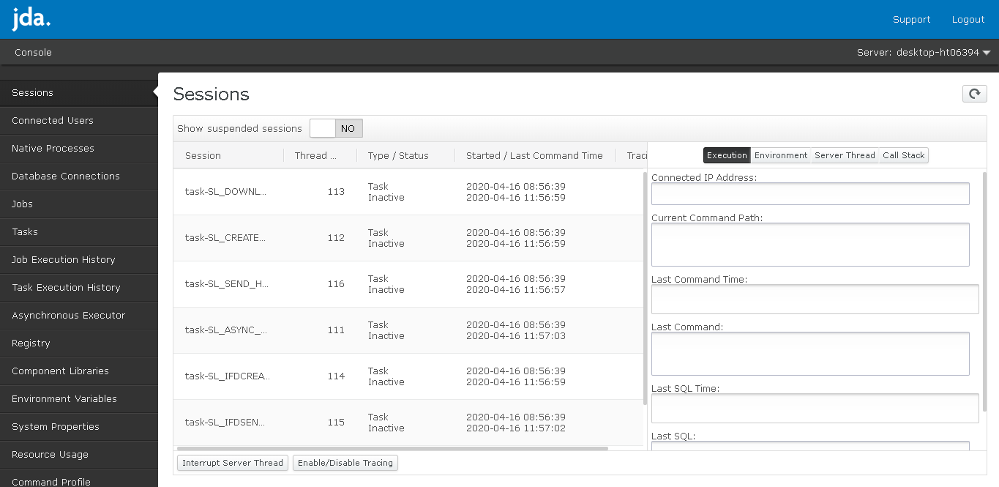 jda.
Support
Logout
Console
Server: desktop-ht06394
Sessions
Connected Users
Native Processes
Database Connections
Jobs
Tasks
Job Execution History
Task Execution History
Asynchronous Executor
Registry
Component Libraries
Environment Variables
System Properties
Resource Usage
Command Profile
Sessions
Show suspended sessions NO
Session Thread ... Type / Status Started / Last Command Time Traci
task-SL_DOWNL... 113 Task 2020-04-16 08:56:39
Inactive 2020-04-16 11:56:59
task-SL_CREATE... 112 Task 2020-04-16 08:56:39
Inactive 2020-04-16 11:56:59
task-SL_SEND_H... 116 Task 2020-04-16 08:56:39
Inactive 2020-04-16 11:56:57
task-SL_ASYNC_... 111 Task 2020-04-16 08:56:39
Inactive 2020-04-16 11:57:03
task-SL_IFDCREA... 114 Task 2020-04-16 08:56:39
Inactive 2020-04-16 11:56:59
task-SL_IFDSEN... 115 Task 2020-04-16 08:56:39
Inactive 2020-04-16 11:57:02
Interrupt Server Thread Enable/Disable Tracing
Execution Environment Server Thread Call Stack
Connected IP Address:
Current Command Path:
Last Command Time:
Last Command:
Last SQL Time:
Last SQL: